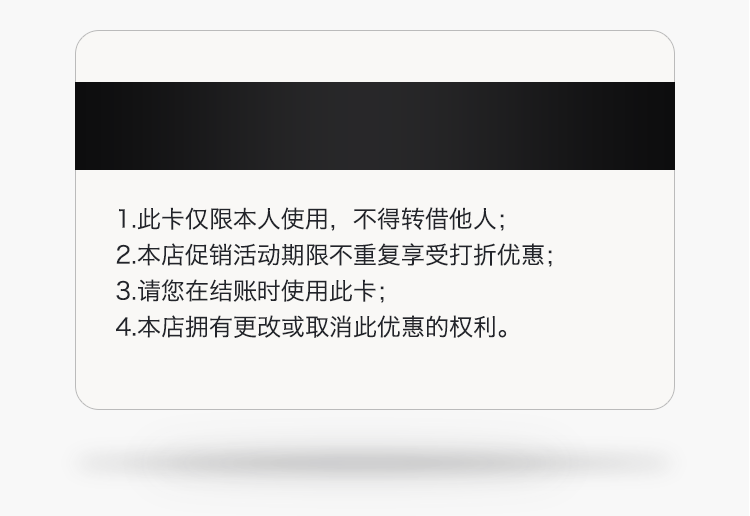 1.此卡仅限本人使用，不得转借他人；
2.本店促销活动期限不重复享受打折优惠；
3.请您在结账时使用此卡；
4.本店拥有更改或取消此优惠的权利。